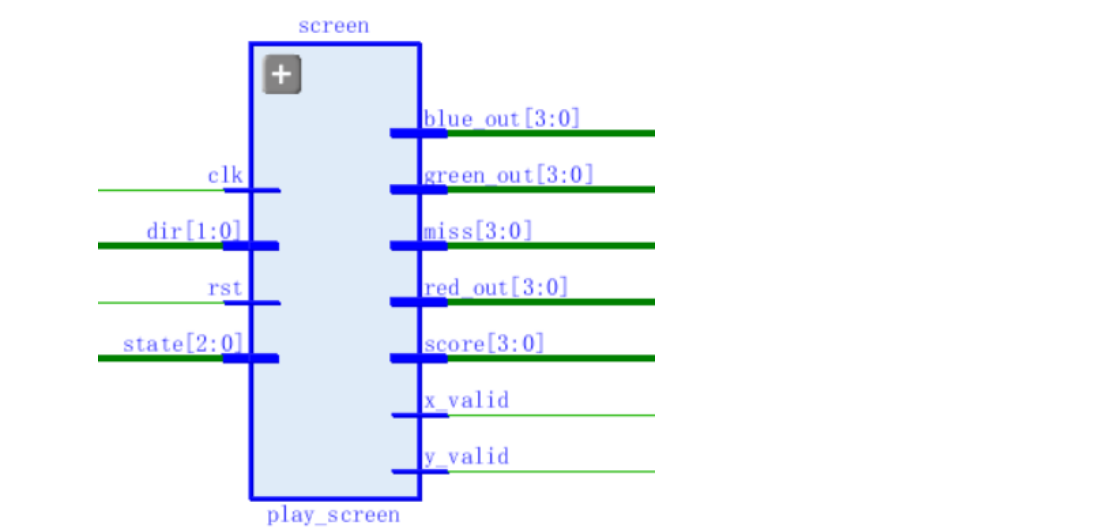 screen
+
blue_out[3:0]
clk
green_out[3:0]
dir[1:0]
miss[3:0]
rst
red_out[3:0]
state[2:0]
score[3:0]
x_valid
y_valid
play_screen